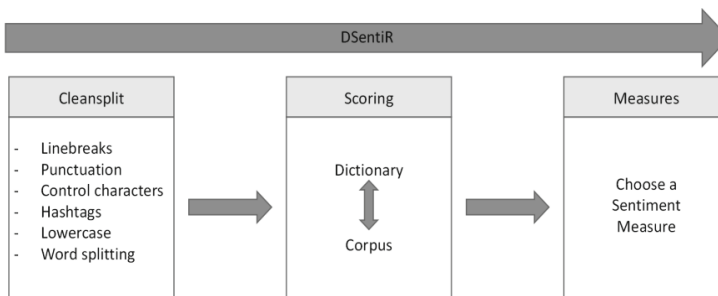 DSentiR
Cleansplit
- Linebreaks
- Punctuation
- Control characters
- Hashtags
- Lowercase
- Word splitting
Scoring
Dictionary
Corpus
Measures
Choose a
Sentiment
Measure